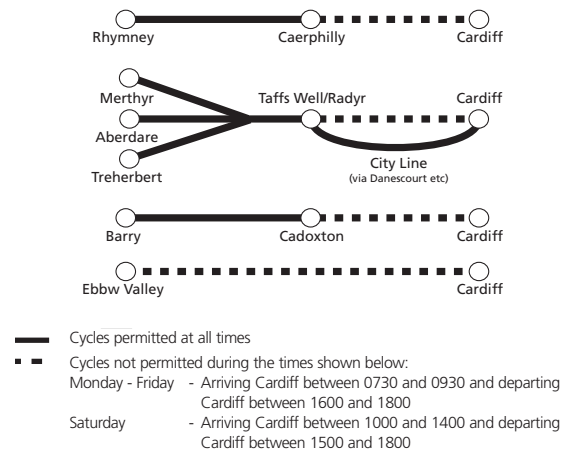 Rhymney Caerphilly Cardiff
Merthyr Taffs Well/Radyr Cardiff
Aberdare
Treherbert
City Line
(via Danescourt etc)
Barry Cadoxton Cardiff
Ebbw Valley Cardiff
Cycles permitted at all times
Cycles not permitted during the times shown below:
Monday - Friday - Arriving Cardiff between 0730 and 0930 and departing
Cardiff between 1600 and 1800
Saturday - Arriving Cardiff between 1000 and 1400 and departing
Cardiff between 1500 and 1800